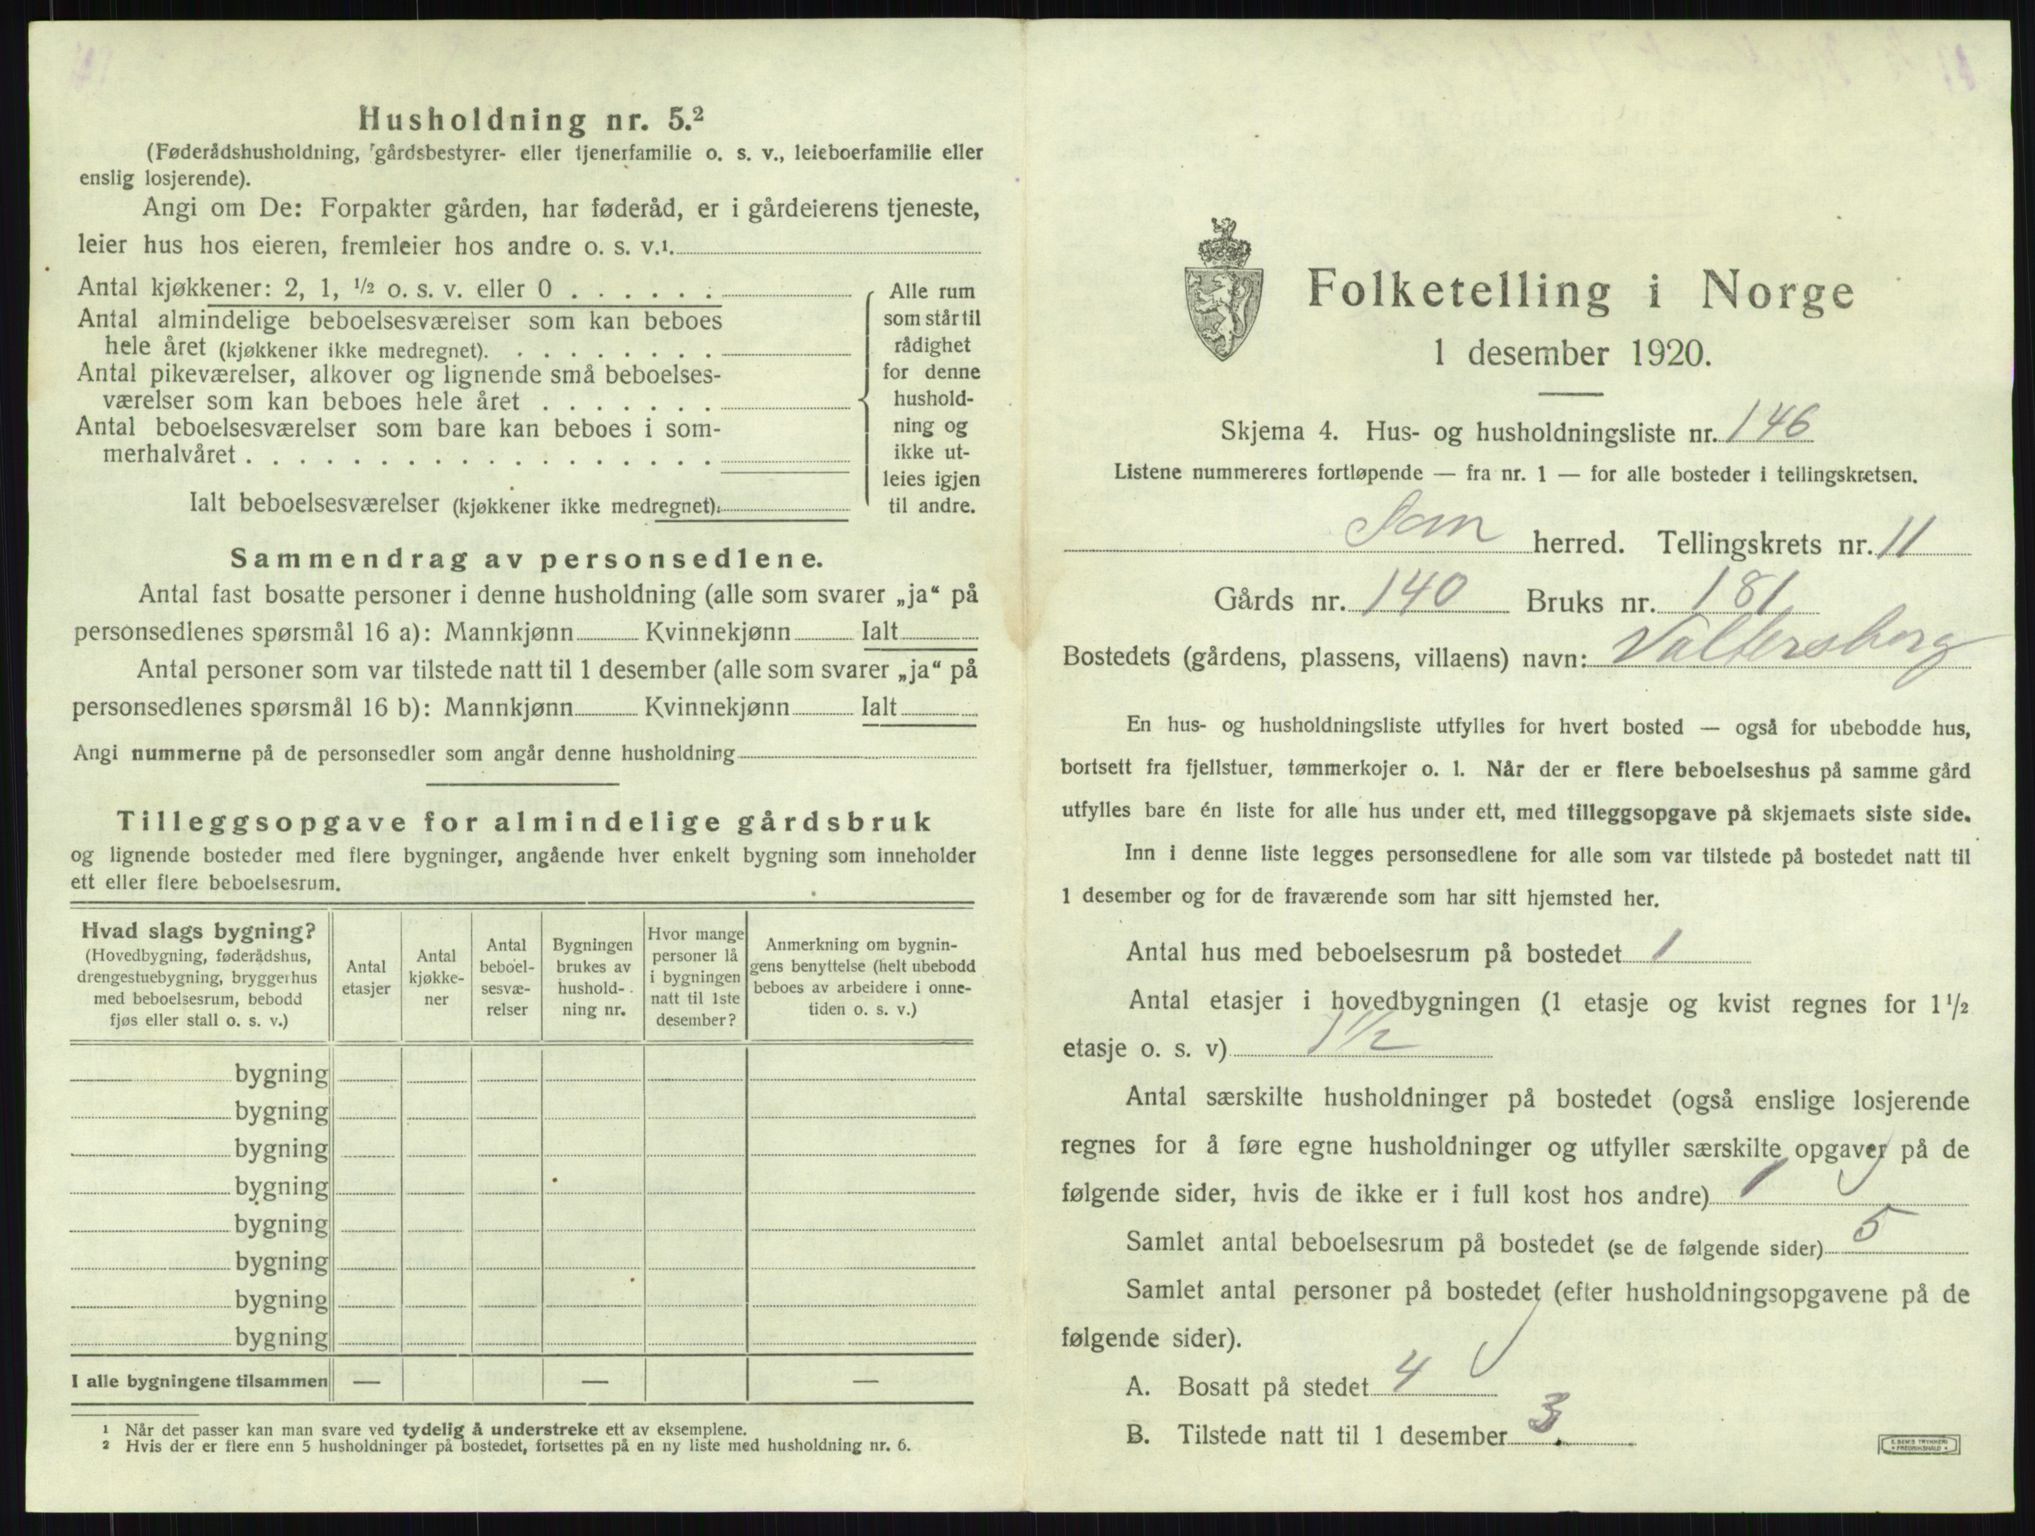 Husholdning nr. 5.²
(Føderådshusholdning, gårdsbestyrer- eller tjenerfamilie o. s. v., leieboerfamilie eller
enslig losjerende).
Angi om De: Forpakter gården, har føderåd, er i gårdeierens tjeneste,
leier hus hos eieren, fremleier hos andre o. s. v.¹.
Antal kjøkkener: 2, 1, ½ o. s. v. eller 0 . . . . . .
Antal almindelige beboelsesværelser som kan beboes
hele året (kjøkkener ikke medregnet). . . . . . . . .
Antal pikeværelser, alkover og lignende små beboelses-
værelser som kan beboes hele året . . . . . . .
Antal beboelsesværelser som bare kan beboes i som-
merhalvåret . . . . . . . . . . . . . . . . . .
Ialt beboelsesværelser (kjøkkener ikke medregnet).
Alle rum
som står til
rådighet
for denne
hushold-
ning og
ikke ut-
leies igjen
til andre.
Sammendrag av personsedlene.
Antal fast bosatte personer i denne husholdning (alle som svarer „ja“ på
personsedlenes spørsmål 16 a): Mannkjønn Kvinnekjønn Ialt
Antal personer som var tilstede natt til 1 desember (alle som svarer „ja“ på
personsedlenes spørsmål 16 b): Mannkjønn Kvinnekjønn Ialt
Angi nummerne på de personsedler som angår denne husholdning
Tilleggsopgave for almindelige gårdsbruk
og lignende bosteder med flere bygninger, angående hver enkelt bygning som inneholder
ett eller flere beboelsesrum.
Hvad slags bygning?
(Hovedbygning, føderådshus,
drengestuebygning, bryggerhus
med beboelsesrum, bebodd
fjøs eller stall o. s. v.)
Antal
etasjer
Antal
kjøkke-
ner
Antal
beboel-
sesvæ-
relser
Bygningen
brukes av
hushold-
ning nr.
Hvor mange
personer lå
i bygningen
natt til 1ste
desember?
Anmerkning om bygnin-
gens benyttelse (helt ubebodd
beboes av arbeidere i onne-
tiden o. s. v.)
bygning
bygning
bygning
bygning
bygning
bygning
bygning
bygning
I alle bygningene tilsammen — — —
¹ Når det passer kan man svare ved tydelig å understreke ett av eksemplene.
² Hvis der er flere enn 5 husholdninger på bostedet, fortsettes på en ny liste med husholdning nr. 6.
Folketelling i Norge
1 desember 1920.
Skjema 4. Hus- og husholdningsliste nr. 146
Listene nummereres fortløpende — fra nr. 1 — for alle bosteder i tellingskretsen.
herred. Tellingskrets nr. 11
Gårds nr. 140 Bruks nr. 181
Bostedets (gårdens, plassens, villaens) navn: Valtersberg
En hus- og husholdningsliste utfylles for hvert bosted — også for ubebodde hus,
bortsett fra fjellstuer, tømmerkojer o. l. Når der er flere beboelseshus på samme gård
utfylles bare én liste for alle hus under ett, med tilleggsopgave på skjemaets siste side.
Inn i denne liste legges personsedlene for alle som var tilstede på bostedet natt til
1 desember og for de fraværende som har sitt hjemsted her.
Antal hus med beboelsesrum på bostedet 1
Antal etasjer i hovedbygningen (1 etasje og kvist regnes for 1 ½
etasje o. s. v) 1½
Antal særskilte husholdninger på bostedet (også enslige losjerende
regnes for å føre egne husholdninger og utfyller særskilte opgaver på de
følgende sider, hvis de ikke er i full kost hos andre) 1
Samlet antal beboelsesrum på bostedet (se de følgende sider) 5
Samlet antal personer på bostedet (efter husholdningsopgavene på de
følgende sider).
A. Bosatt på stedet 4
B. Tilstede natt til 1 desember 3
E. SEM'S TRYKKERI
FREDRIKSHALD